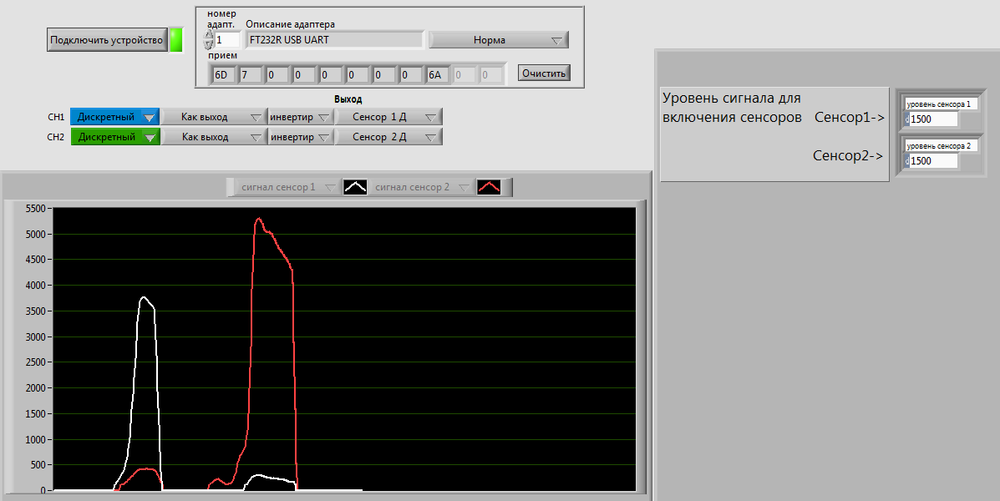 номер
адапт.
Описание адаптера
Подключить устройство
1
FT232R USB UART
Норма
прием
6D 7 0 0 0 0 0 0 6A 0 0
Очистить
Выход
CH1 Дискретный Как выход инвертир Сенсор 1 Д
CH2 Дискретный Как выход инвертир Сенсор 2 Д
Уровень сигнала для
включения сенсоров Сенсор1->
Сенсор2->
уровень сенсора 1
1500
уровень сенсора 2
1500
сигнал сенсор 1 сигнал сенсор 2
5500
5000
4500
4000
3500
3000
2500
2000
1500
1000
500
0